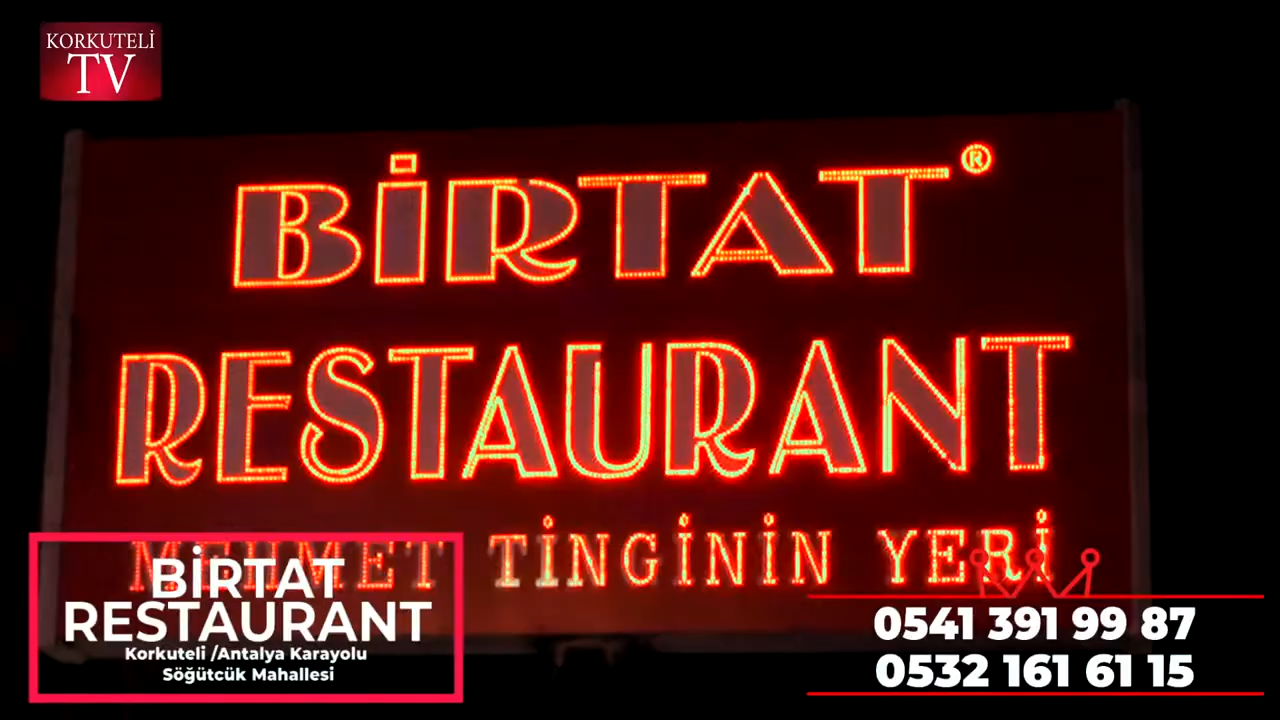 KORKUTELİ
TV
BİRTAT®
RESTAURANT
MEHMET TİNGİNİN YERİ
BİRTAT
RESTAURANT
Korkuteli /Antalya Karayolu
Söğütcük Mahallesi
0541 391 99 87
0532 161 61 15